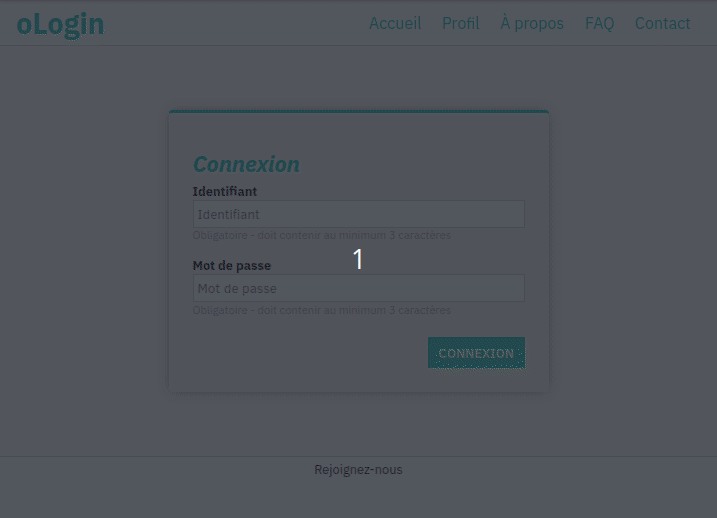 oLogin
Accueil Profil À propos FAQ Contact
Connexion
Identifiant
Identifiant
Obligatoire - doit contenir au minimum 3 caractères
1
Mot de passe
Mot de passe
Obligatoire - doit contenir au minimum 3 caractères
CONNEXION
Rejoignez-nous